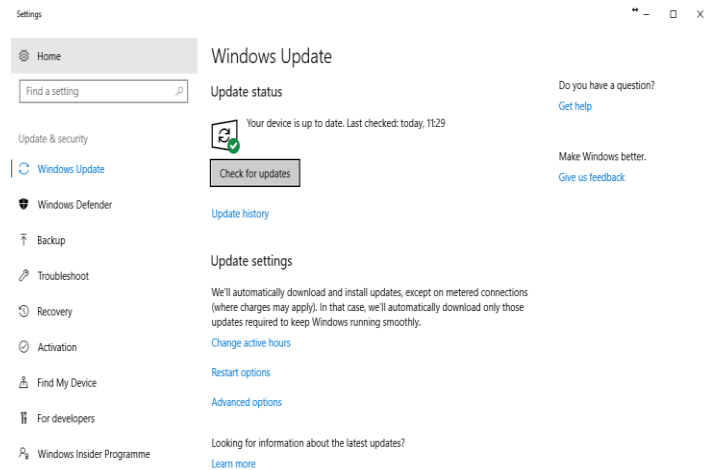 Settings
Home
Find a setting
Update & security
Windows Update
Windows Defender
Backup
Troubleshoot
Recovery
Activation
Find My Device
For developers
Windows Insider Programme
Windows Update
Update status
Your device is up to date. Last checked: today, 11:29
Check for updates
Update history
Update settings
We'll automatically download and install updates, except on metered connections
(where charges may apply). In that case, we'll automatically download only those
updates required to keep Windows running smoothly.
Change active hours
Restart options
Advanced options
Looking for information about the latest updates?
Learn more
Do you have a question?
Get help
Make Windows better.
Give us feedback